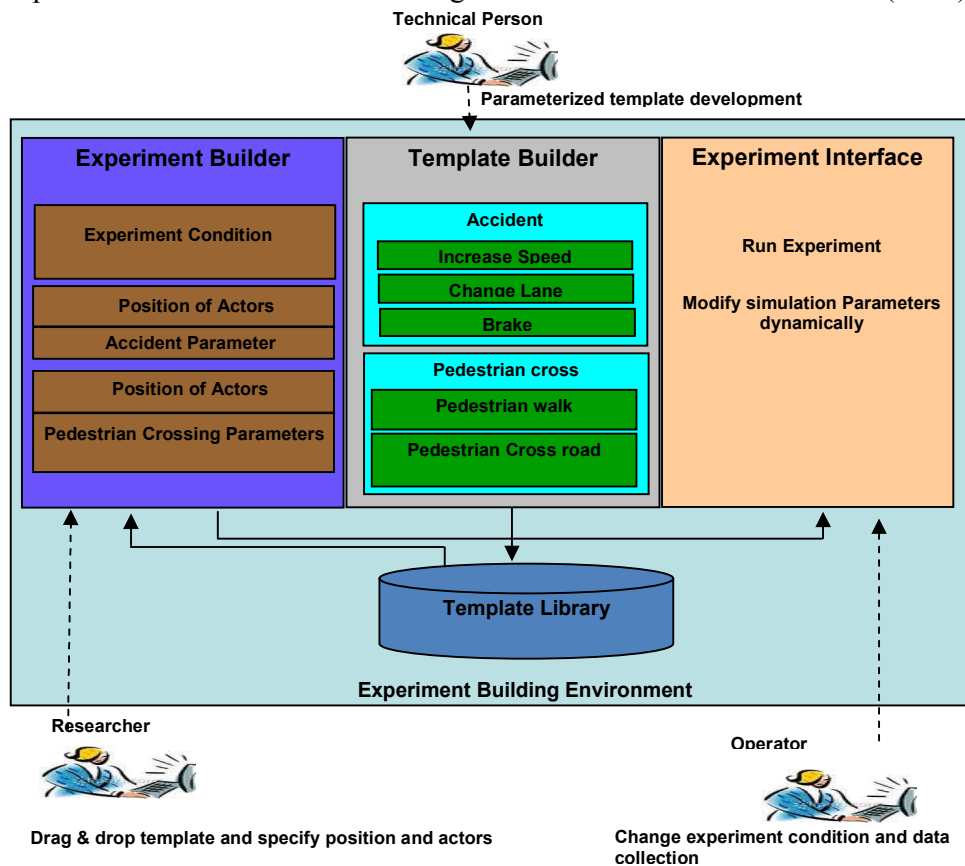 Technical Person
Parameterized template development
Experiment Builder
Experiment Condition
Position of Actors
Accident Parameter
Position of Actors
Pedestrian Crossing Parameters
Template Builder
Accident
Increase Speed
Change Lane
Brake
Pedestrian cross
Pedestrian walk
Pedestrian Cross road
Experiment Interface
Run Experiment
Modify simulation Parameters
dynamically
Template Library
Experiment Building Environment
Researcher
Drag & drop template and specify position and actors
Operator
Change experiment condition and data
collection